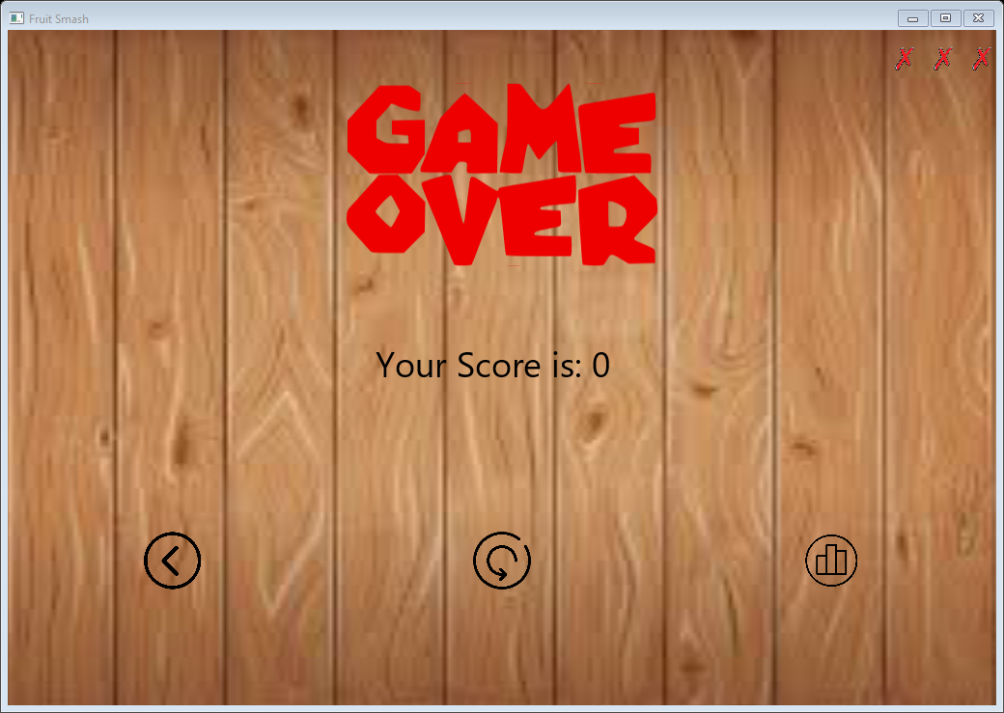 Fruit Smash
X X X
GAME
OVER
Your Score is: 0